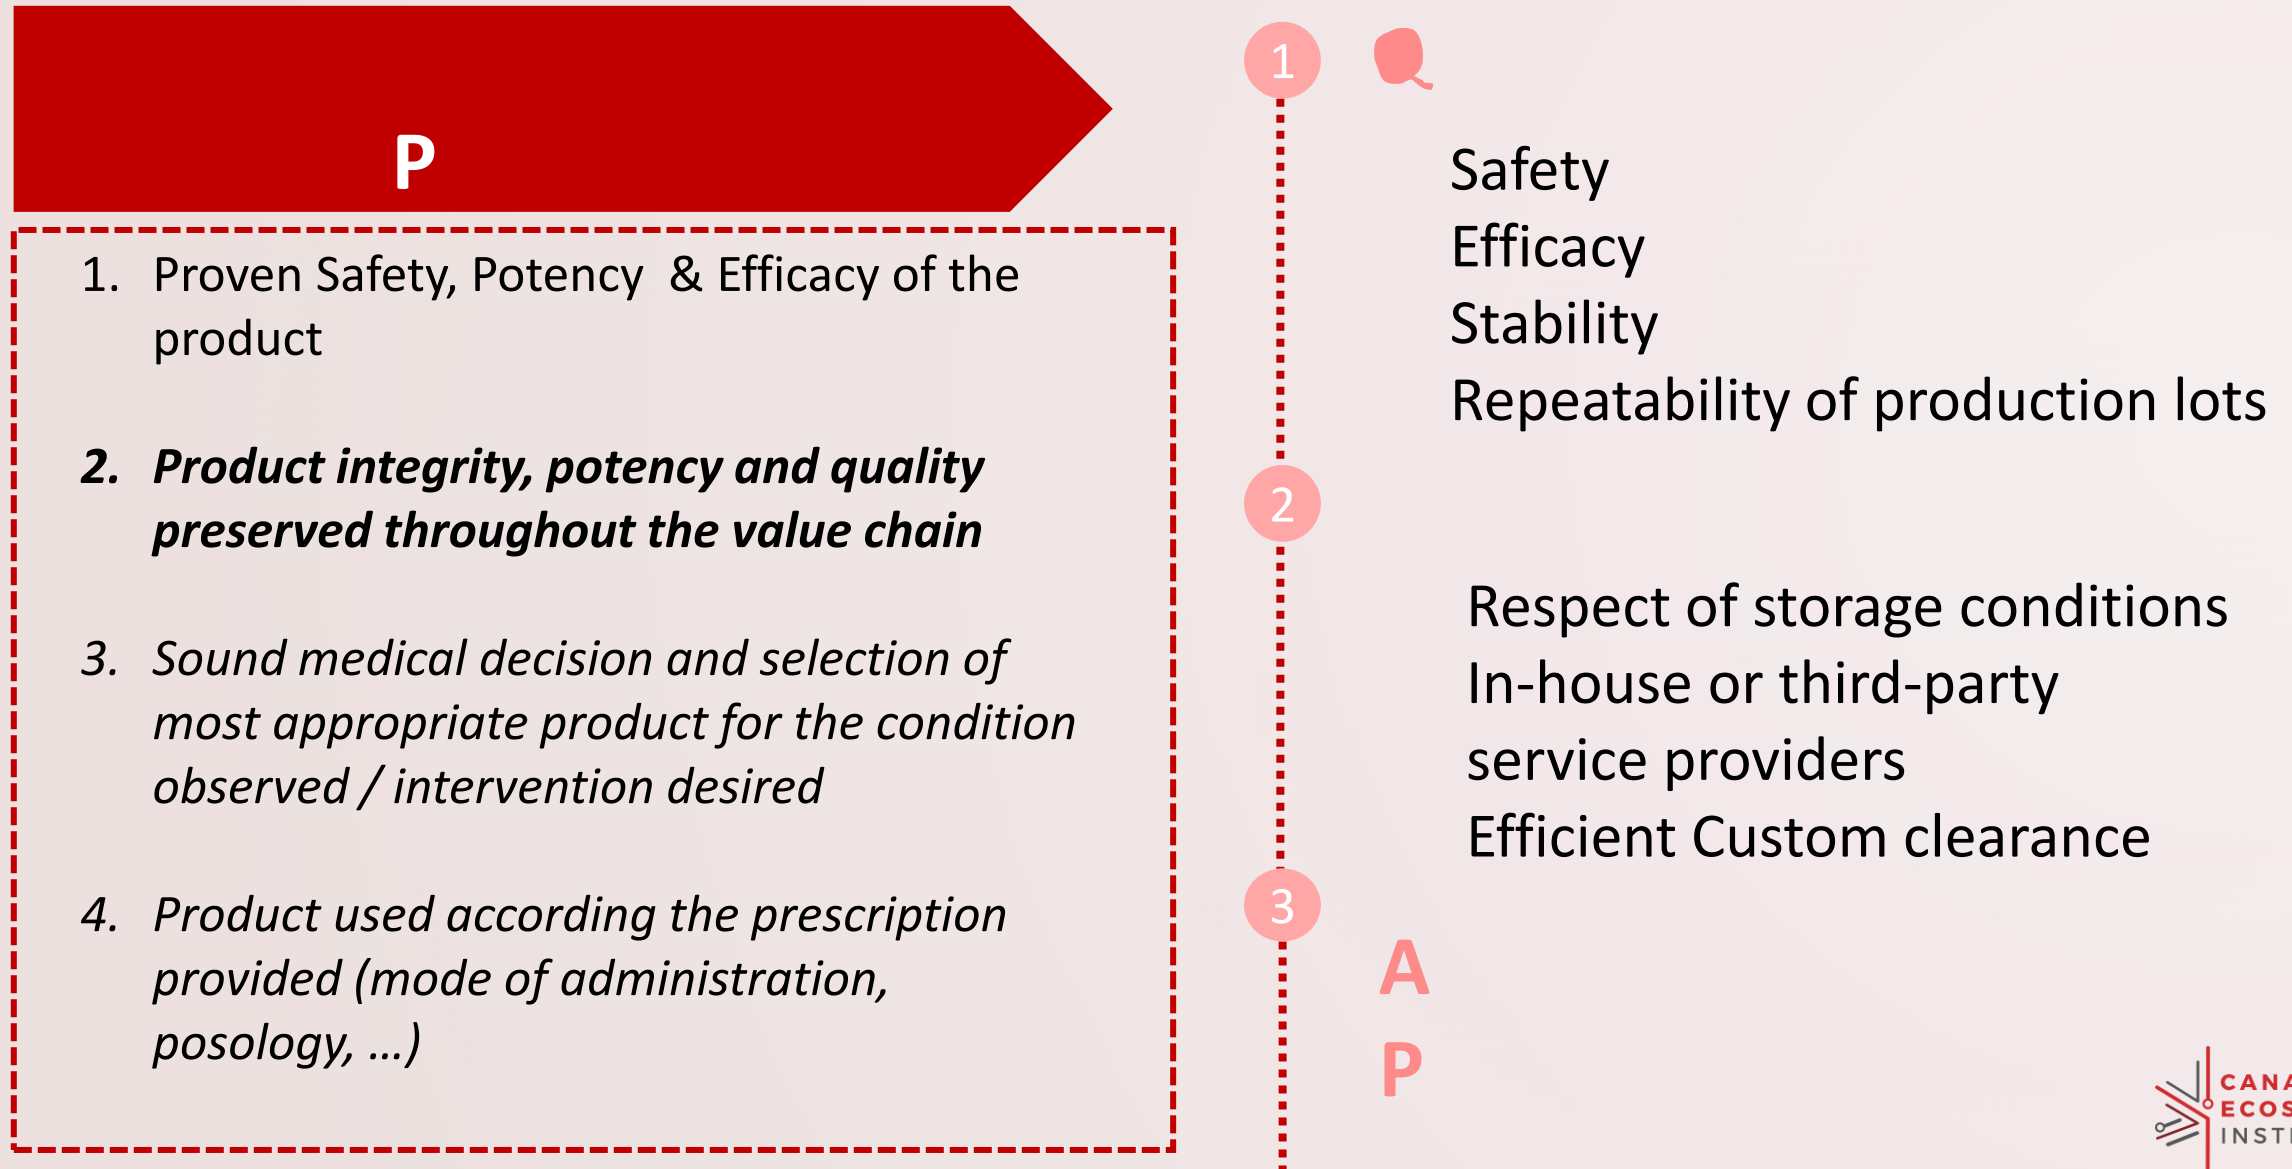 P
1. Proven Safety, Potency & Efficacy of the
product
2. Product integrity, potency and quality
preserved throughout the value chain
3. Sound medical decision and selection of
most appropriate product for the condition
observed / intervention desired
4. Product used according the prescription
provided (mode of administration,
posology, …)
1
Safety
Efficacy
Stability
Repeatability of production lots
2
Respect of storage conditions
In-house or third-party
service providers
Efficient Custom clearance
3
A
P